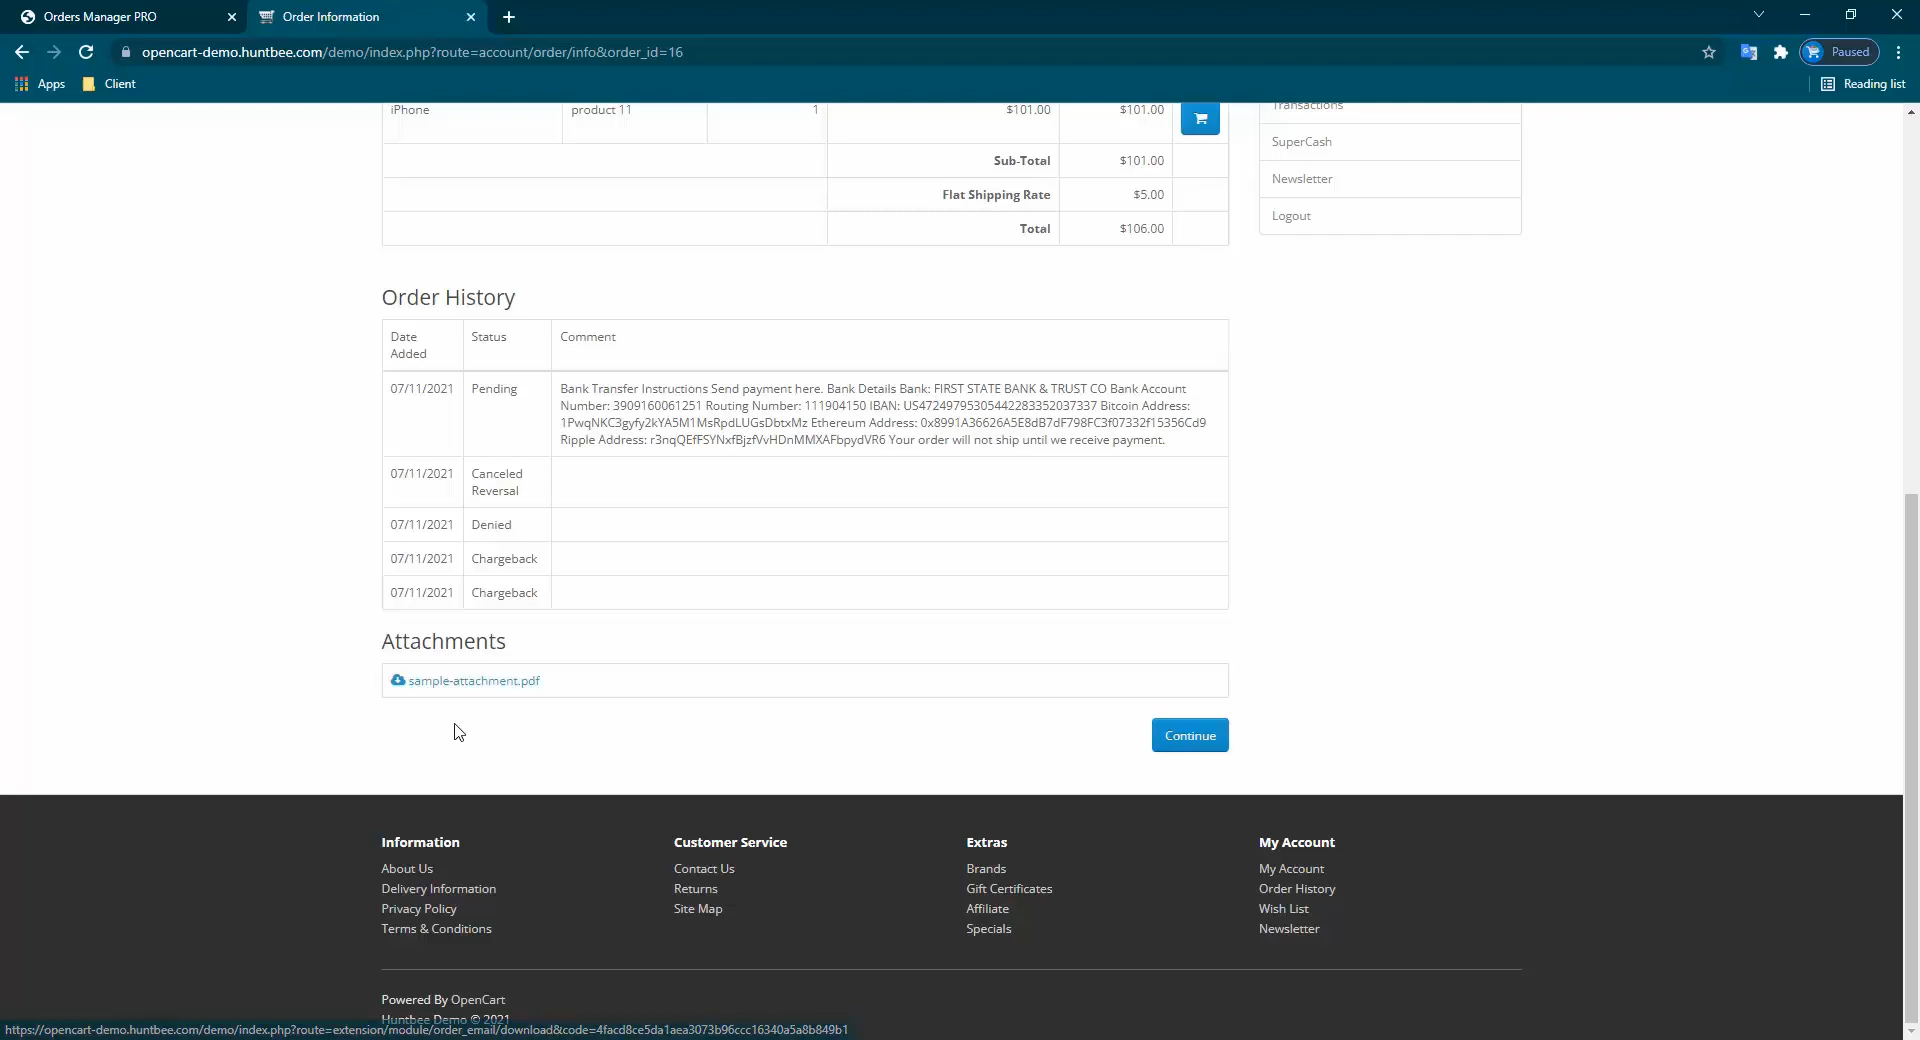 Orders Manager PRO
Order Information
opencart-demo.huntbee.com/demo/index.php?route=account/order/info&order_id=16
Paused
Apps
Client
Reading list
iPhone product 11 1 $101.00 $101.00
Sub-Total $101.00
Flat Shipping Rate $5.00
Total $106.00
Transactions
SuperCash
Newsletter
Logout
Order History
Date Added Status Comment
07/11/2021 Pending Bank Transfer Instructions Send payment here. Bank Details Bank: FIRST STATE BANK & TRUST CO Bank Account
Number: 3909160061251 Routing Number: 111904150 IBAN: US47249795305442283352037337 Bitcoin Address:
1PwqNKC3gyfy2kYA5M1MsRpdLUGsDbtxMz Ethereum Address: 0x8991A36626A5E8dB7dF798FC3f07332f15356Cd9
Ripple Address: r3nqQEfFSYNxfBjzfVvHDnMMXAFbpydVR6 Your order will not ship until we receive payment.
07/11/2021 Canceled Reversal
07/11/2021 Denied
07/11/2021 Chargeback
07/11/2021 Chargeback
Attachments
sample-attachment.pdf
Continue
Information
About Us
Delivery Information
Privacy Policy
Terms & Conditions
Customer Service
Contact Us
Returns
Site Map
Extras
Brands
Gift Certificates
Affiliate
Specials
My Account
My Account
Order History
Wish List
Newsletter
Powered By OpenCart
Huntbee Demo © 2021
https://opencart-demo.huntbee.com/demo/index.php?route=extension/module/order_email/download&code=4facd8ce5da1aea3073b96ccc16340a5a8b849b1